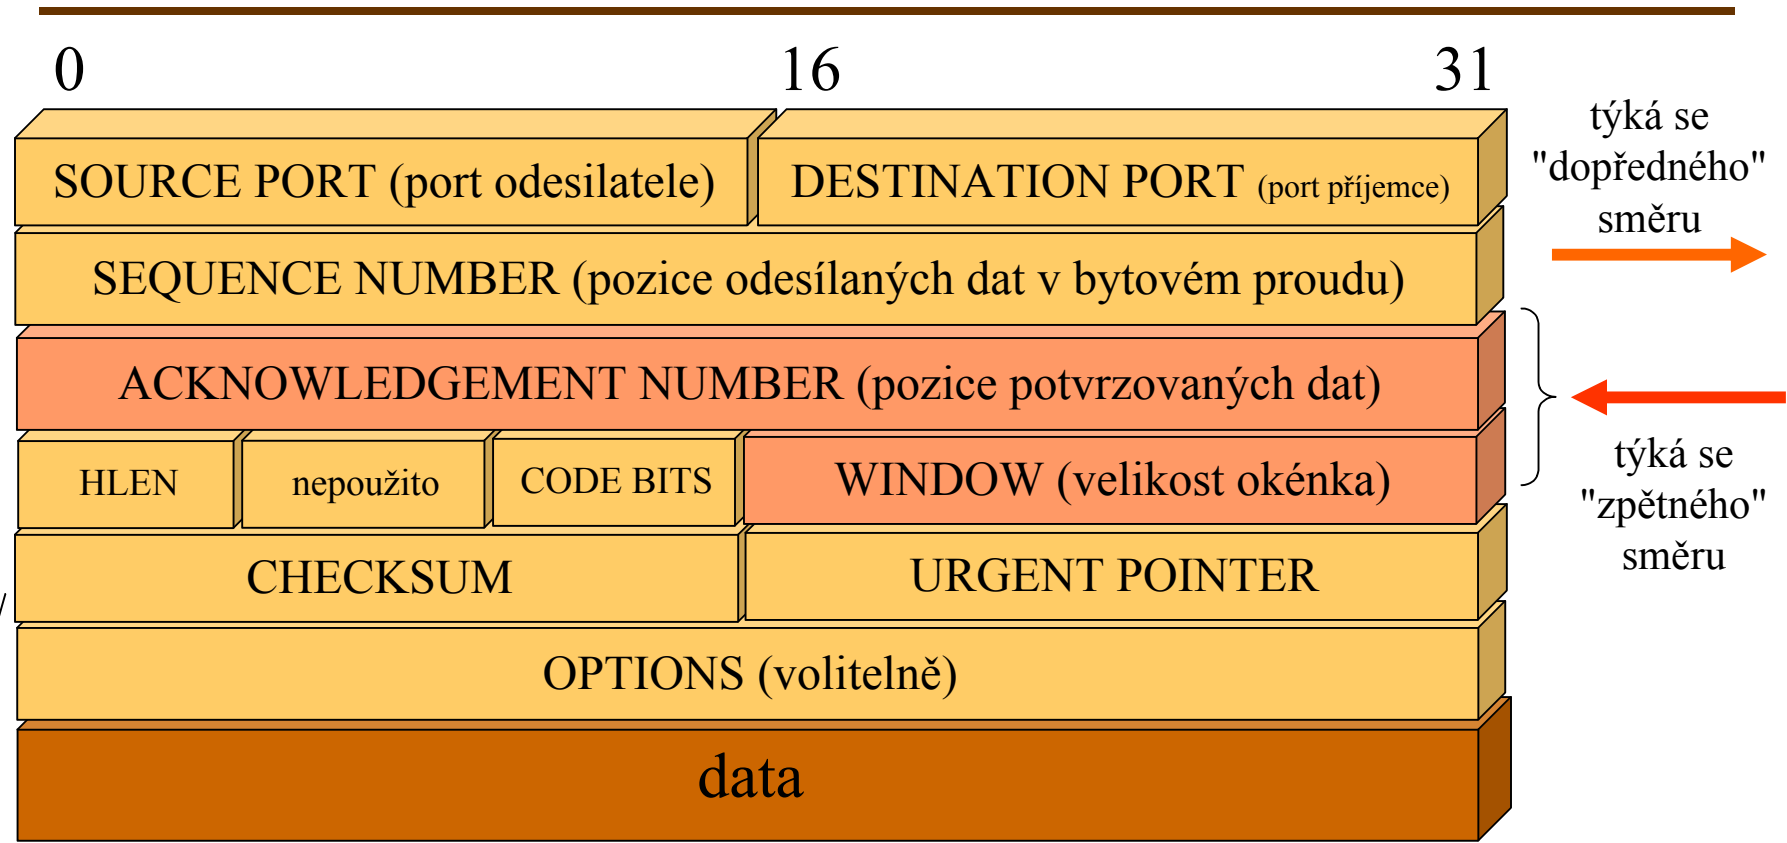 0 16 31
SOURCE PORT (port odesilatele) DESTINATION PORT (port příjemce)
SEQUENCE NUMBER (pozice odesílaných dat v bytovém proudu)
ACKNOWLEDGEMENT NUMBER (pozice potvrzovaných dat)
HLEN nepoužito CODE BITS WINDOW (velikost okénka)
CHECKSUM URGENT POINTER
OPTIONS (volitelně)
data
týká se
"dopředného"
směru
týká se
"zpětného"
směru